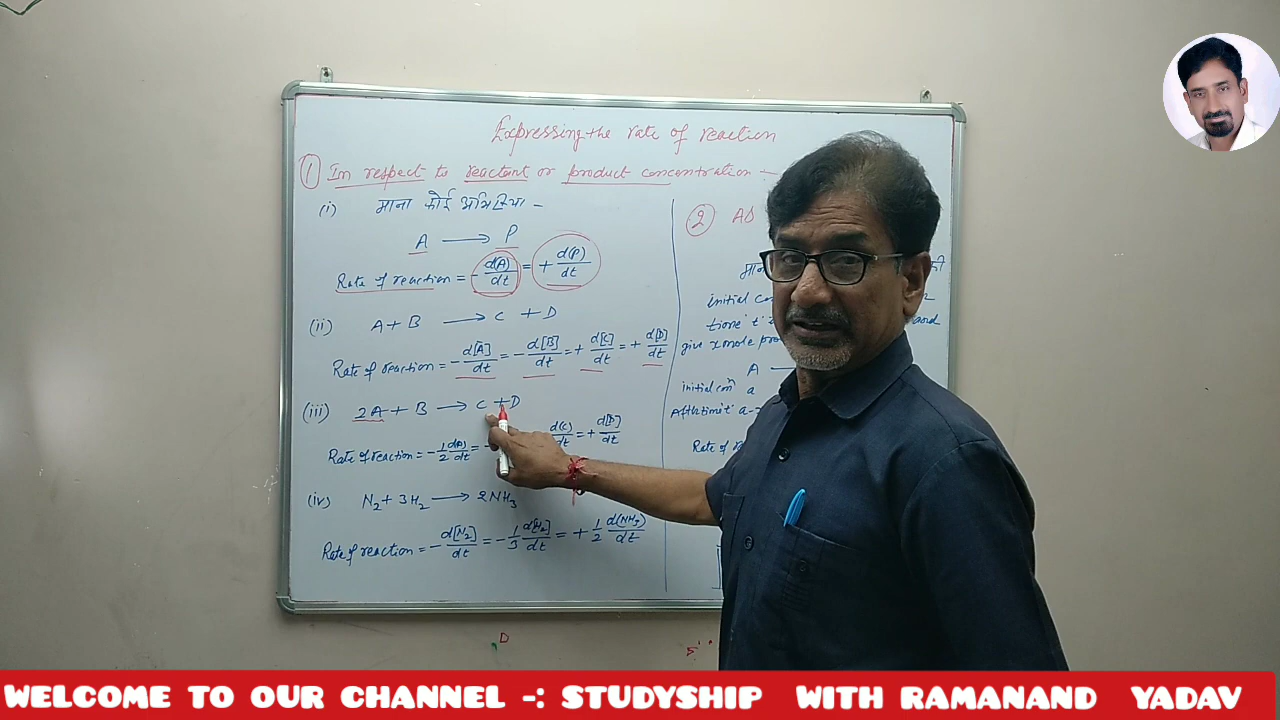 Expressing the rate of reaction
① In respect to reactant or product concentration -
(i) माना कोई अभिक्रिया -
A ⟶ P
Rate of reaction = - d(A)/dt = + d(P)/dt
(ii) A + B ⟶ C + D
Rate of reaction = - d[A]/dt = - d[B]/dt = + d[C]/dt = + d[D]/dt
(iii) 2A + B ⟶ C + D
Rate of reaction = - 1/2 d(A)/dt = - d(C)/dt = + d[D]/dt
(iv) N₂ + 3H₂ ⟶ 2NH₃
Rate of reaction = - d[N₂]/dt = - 1/3 d[H₂]/dt = + 1/2 d(NH₃)/dt
②
initial
time 't'
give x mole
A
initial conⁿ a
After time 't' a-
Rate of
D
WELCOME TO OUR CHANNEL -: STUDYSHIP WITH RAMANAND YADAV